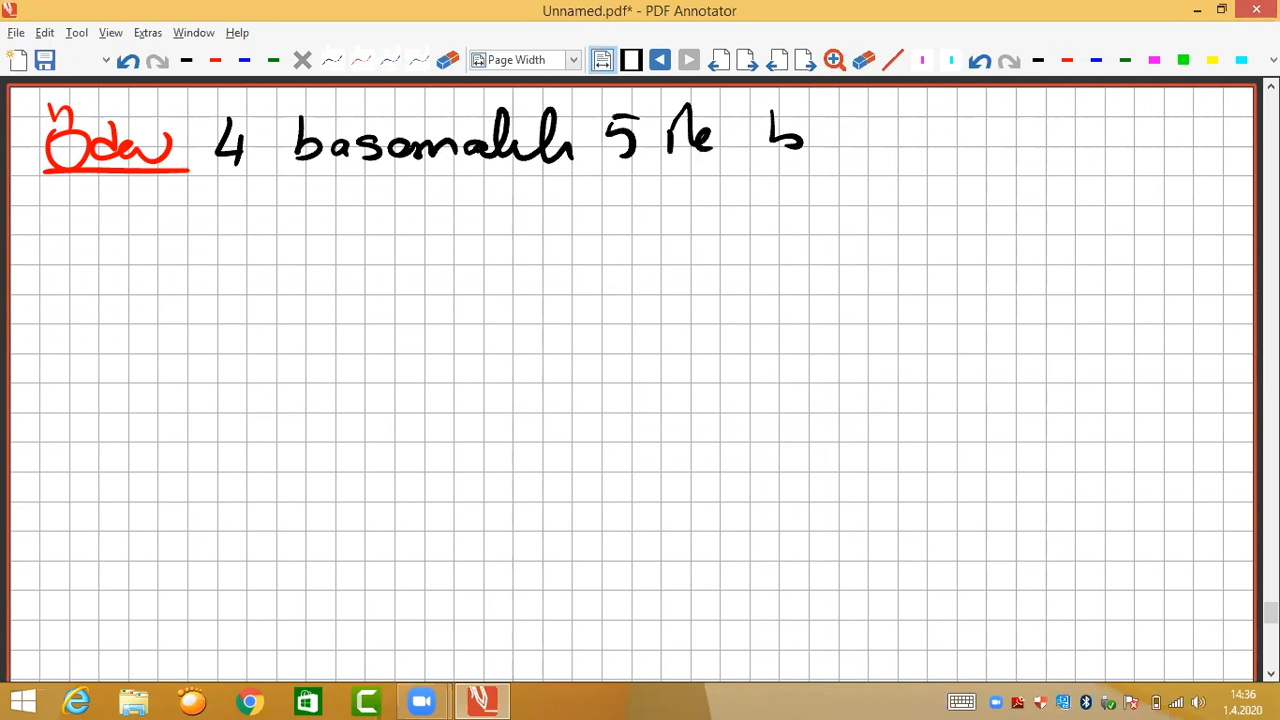 Unnamed.pdf* - PDF Annotator
File Edit Tool View Extras Window Help
Page Width
Ödev 4 basamaklı 5 ile b
14:36
1.4.2020